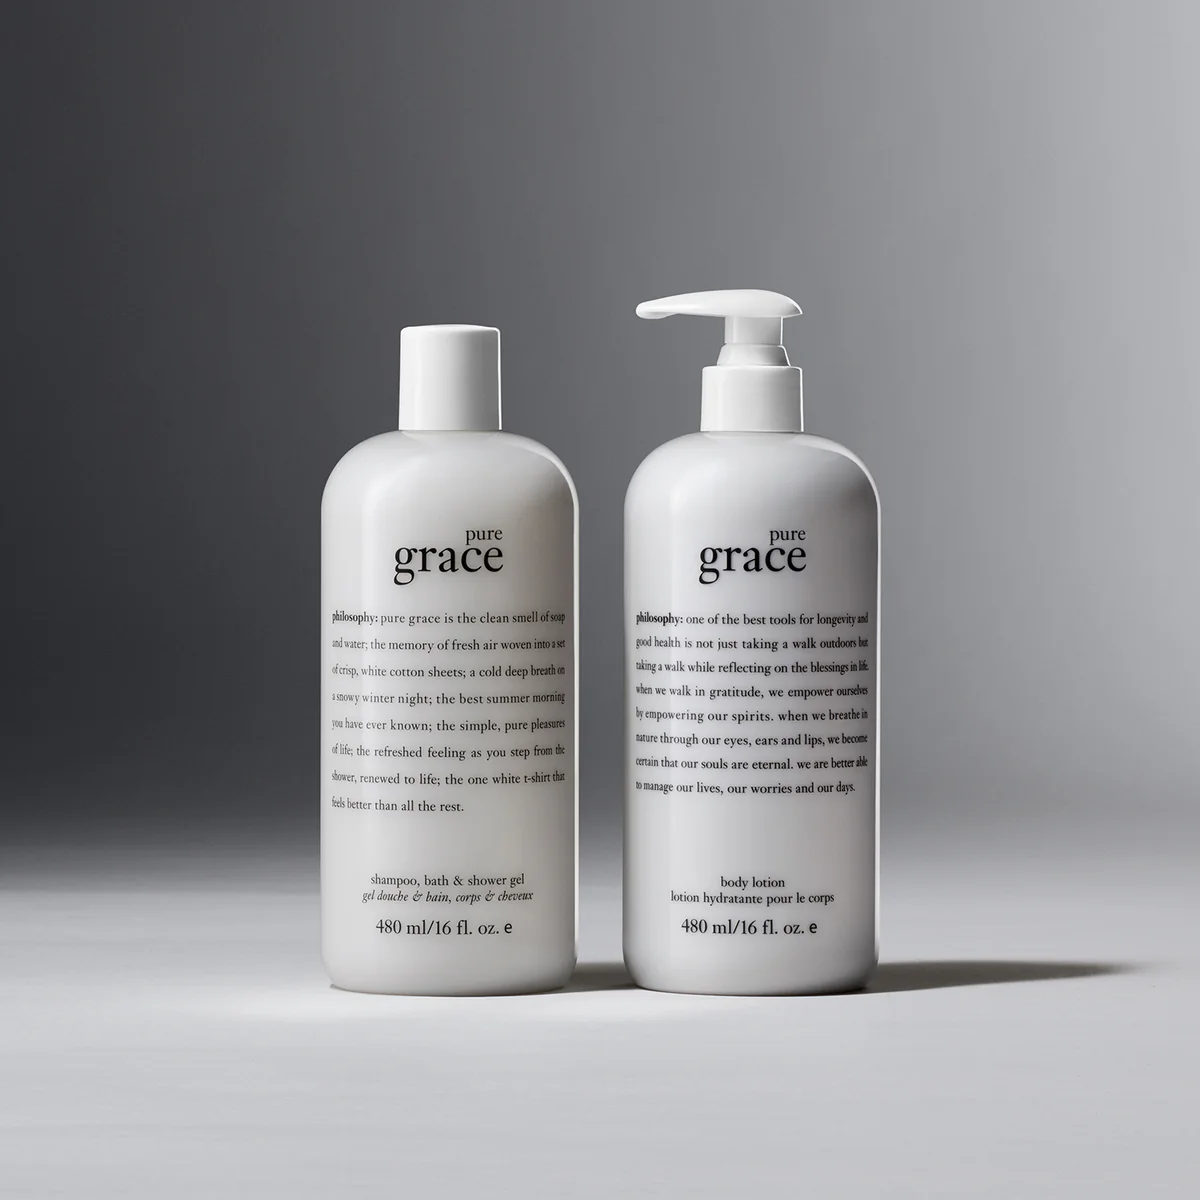 pure
grace
philosophy: pure grace is the clean smell of soap
and water; the memory of fresh air woven into a set
of crisp, white cotton sheets; a cold deep breath on
a snowy winter night; the best summer morning
you have ever known; the simple, pure pleasures
of life; the refreshed feeling as you step from the
shower, renewed to life; the one white t-shirt that
feels better than all the rest.
shampoo, bath & shower gel
gel douche & bain, corps & cheveux
480 ml/16 fl. oz. e
pure
grace
philosophy: one of the best tools for longevity and
good health is not just taking a walk outdoors but
taking a walk while reflecting on the blessings in life.
when we walk in gratitude, we empower ourselves
by empowering our spirits. when we breathe in
nature through our eyes, ears and lips, we become
certain that our souls are eternal. we are better able
to manage our lives, our worries and our days.
body lotion
lotion hydratante pour le corps
480 ml/16 fl. oz. e